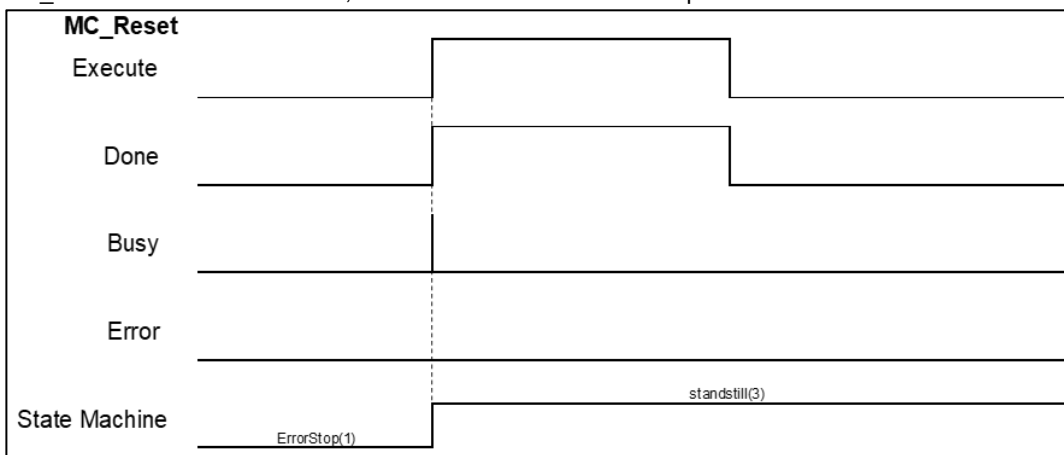 MC_Reset
Execute
Done
Busy
Error
standstill(3)
State Machine
ErrorStop(1)